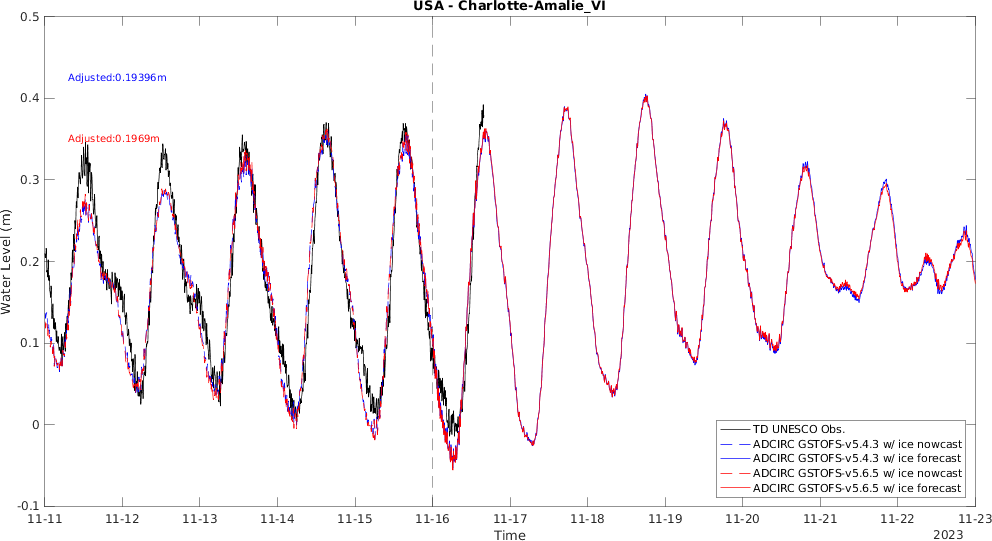 USA - Charlotte-Amalie_VI
0.5
Adjusted:0.19396m
0.4
Adjusted:0.1969m
0.3
0.2
0.1
0
-0.1
Water Level (m)
TD UNESCO Obs.
ADCIRC GSTOFS-v5.4.3 w/ ice nowcast
ADCIRC GSTOFS-v5.4.3 w/ ice forecast
ADCIRC GSTOFS-v5.6.5 w/ ice nowcast
ADCIRC GSTOFS-v5.6.5 w/ ice forecast
11-11 11-12 11-13 11-14 11-15 11-16 11-17 11-18 11-19 11-20 11-21 11-22 11-23
Time
2023